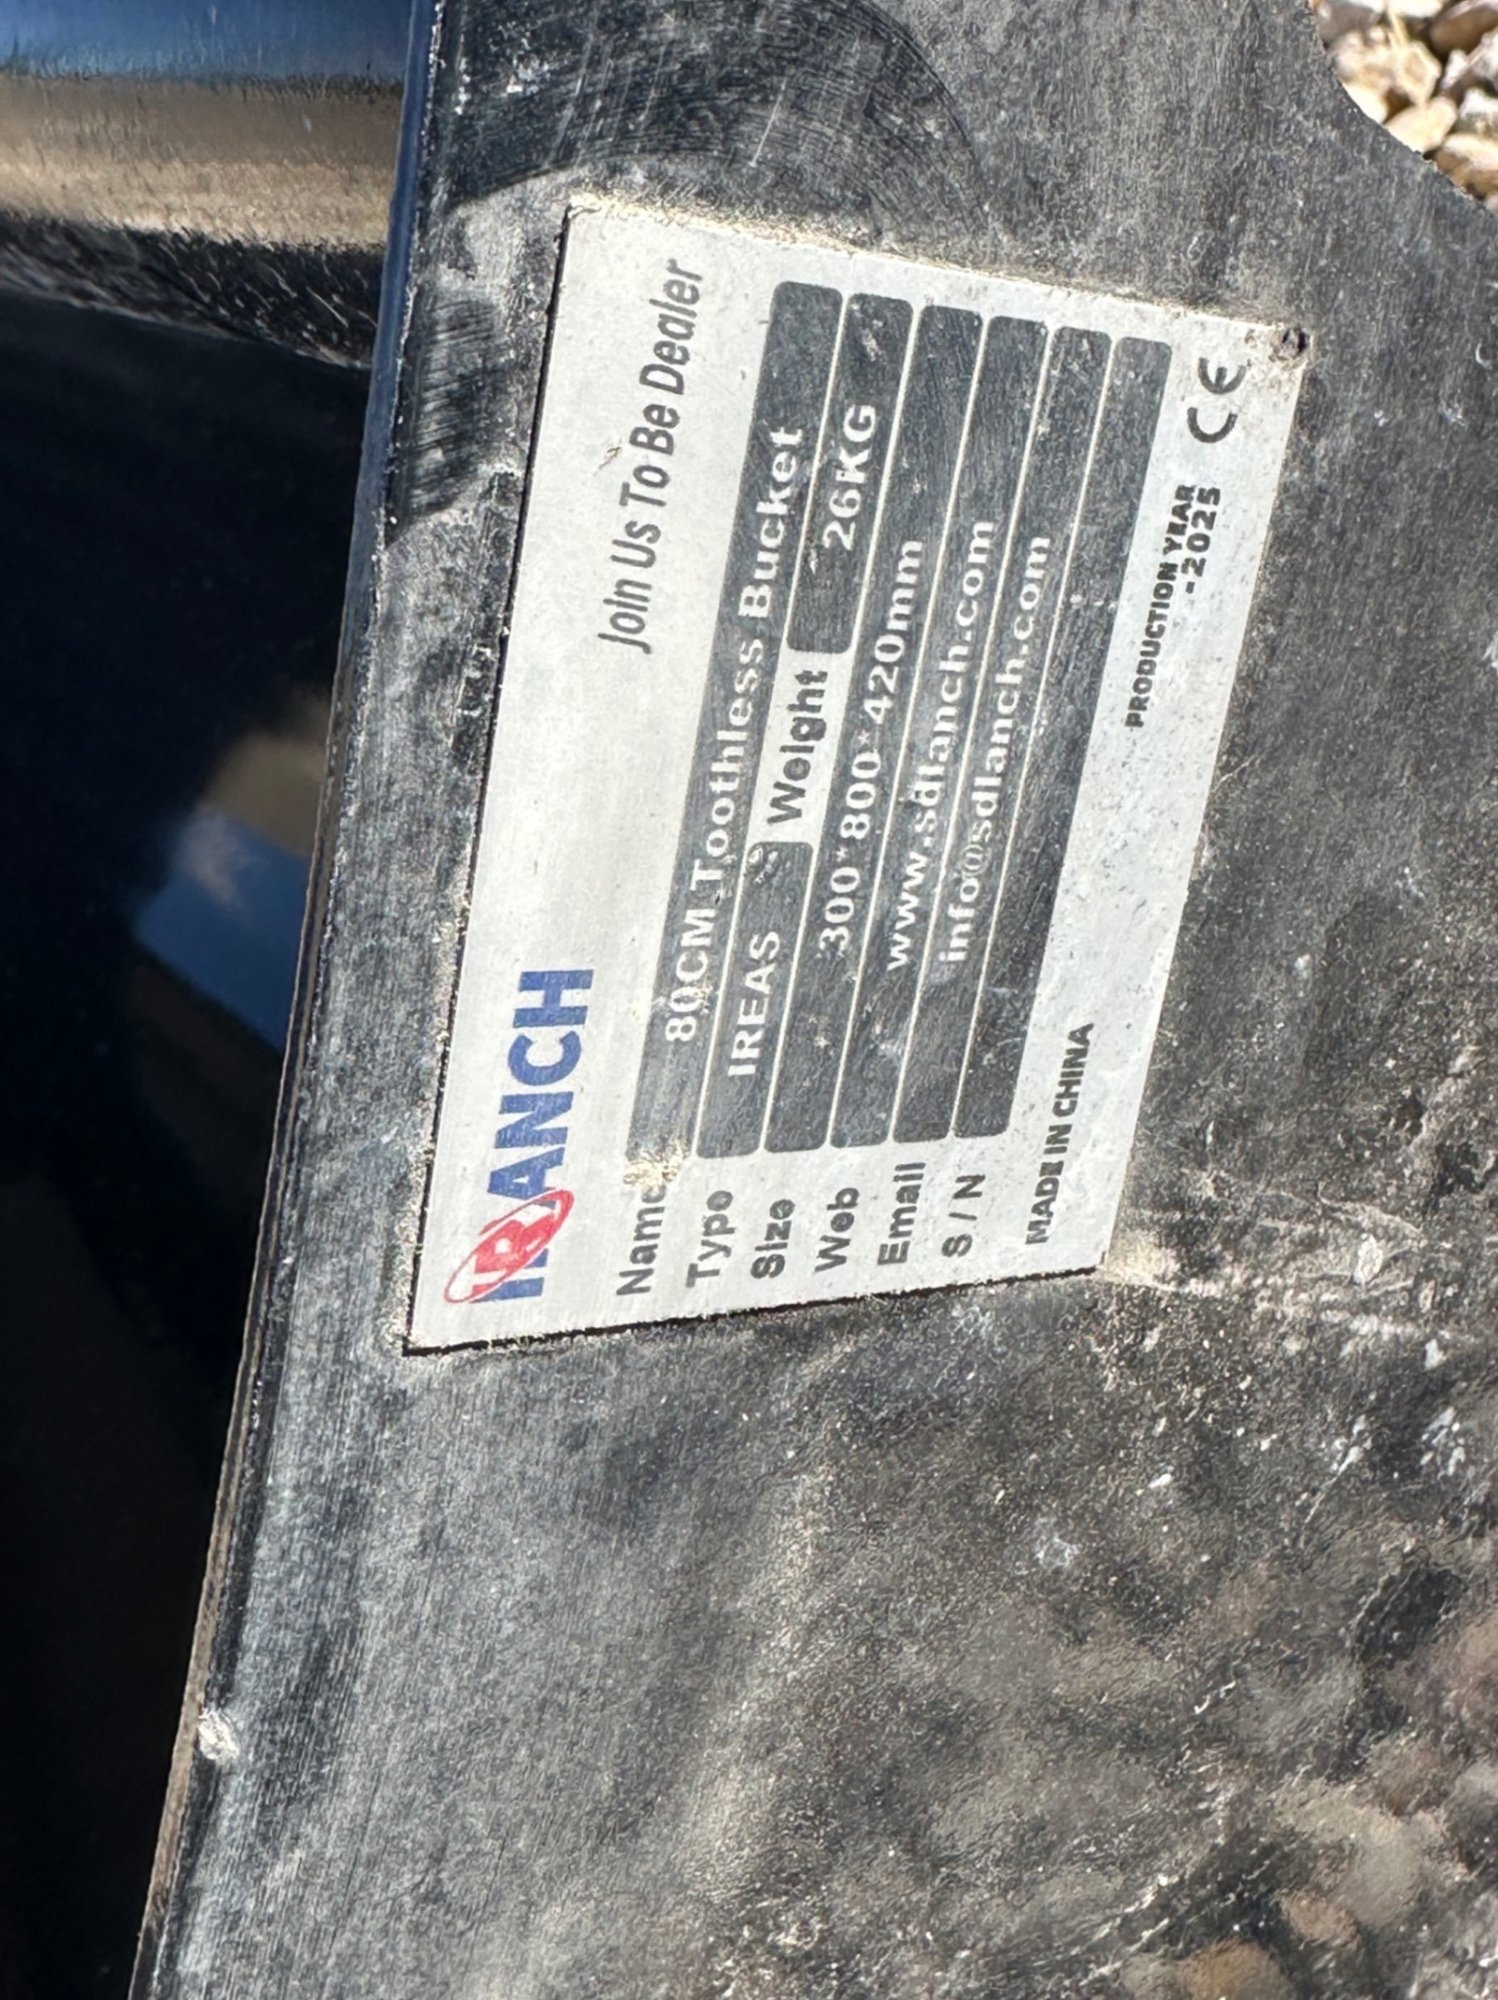 IRANCH
Join Us To Be Dealer
Name 80CM Toothless Bucket
Type IREAS Weight 26KG
Size 300*800*420mm
Web www.sdlanch.com
Email info@sdlanch.com
S/N
MADE IN CHINA
PRODUCTION YEAR
-2025
CE